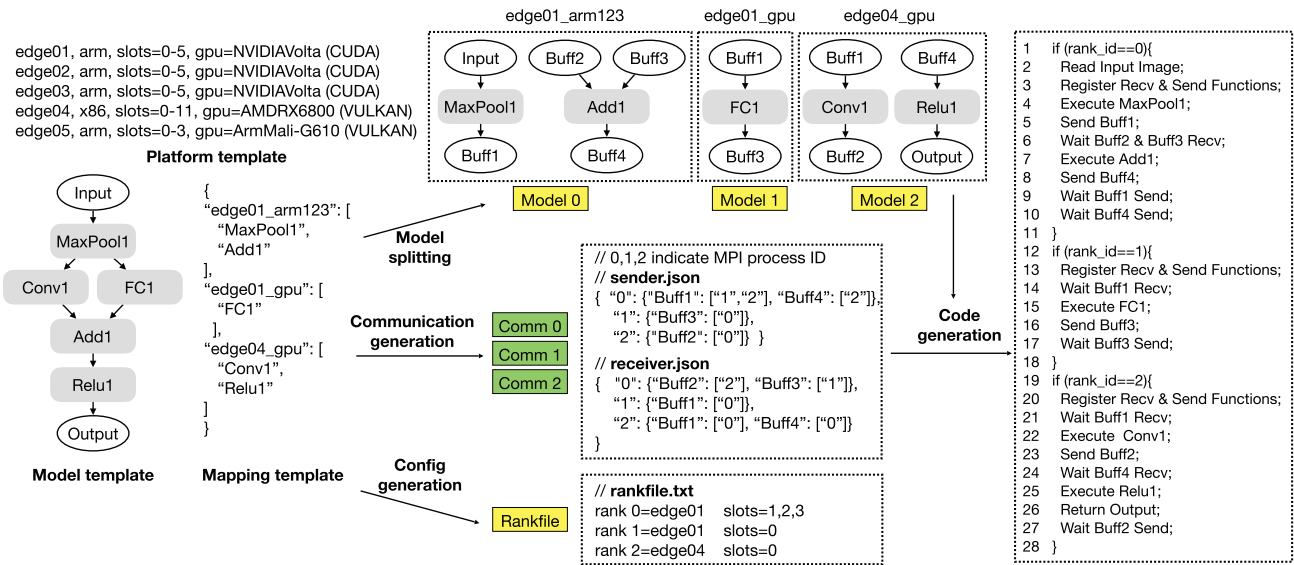 edge01, arm, slots=0-5, gpu=NVIDIAVolta (CUDA)
edge02, arm, slots=0-5, gpu=NVIDIAVolta (CUDA)
edge03, arm, slots=0-5, gpu=NVIDIAVolta (CUDA)
edge04, x86, slots=0-11, gpu=AMDRX6800 (VULKAN)
edge05, arm, slots=0-3, gpu=ArmMali-G610 (VULKAN)
Platform template
Input
MaxPool1
Conv1
FC1
Add1
Relu1
Output
Model template
{
“edge01_arm123”: [
“MaxPool1”,
“Add1”
],
“edge01_gpu”: [
“FC1”
],
“edge04_gpu”: [
“Conv1”,
“Relu1”
]
}
Mapping template
Model
splitting
Communication
generation
Config
generation
edge01_arm123
Input
Buff2
Buff3
MaxPool1
Add1
Buff1
Buff4
Model 0
edge01_gpu
Buff1
FC1
Buff3
Model 1
edge04_gpu
Buff1
Buff4
Conv1
Relu1
Buff2
Output
Model 2
Comm 0
Comm 1
Comm 2
// 0,1,2 indicate MPI process ID
// sender.json
{ “0": {"Buff1": [“1”,“2”], “Buff4”: [“2”]},
“1”: {“Buff3”: [“0”]},
“2”: {"Buff2": [“0”]} }
// receiver.json
{ "0": {“Buff2”: [“2”], “Buff3”: [“1”]},
“1”: {“Buff1”: [“0”]},
“2”: {“Buff1”: [“0”], “Buff4”: [“0”]}
}
Rankfile
// rankfile.txt
rank 0=edge01 slots=1,2,3
rank 1=edge01 slots=0
rank 2=edge04 slots=0
Code
generation
1 if (rank_id==0){
2 Read Input Image;
3 Register Recv & Send Functions;
4 Execute MaxPool1;
5 Send Buff1;
6 Wait Buff2 & Buff3 Recv;
7 Execute Add1;
8 Send Buff4;
9 Wait Buff1 Send;
10 Wait Buff4 Send;
11 }
12 if (rank_id==1){
13 Register Recv & Send Functions;
14 Wait Buff1 Recv;
15 Execute FC1;
16 Send Buff3;
17 Wait Buff3 Send;
18 }
19 if (rank_id==2){
20 Register Recv & Send Functions;
21 Wait Buff1 Recv;
22 Execute Conv1;
23 Send Buff2;
24 Wait Buff4 Recv;
25 Execute Relu1;
26 Return Output;
27 Wait Buff2 Send;
28 }